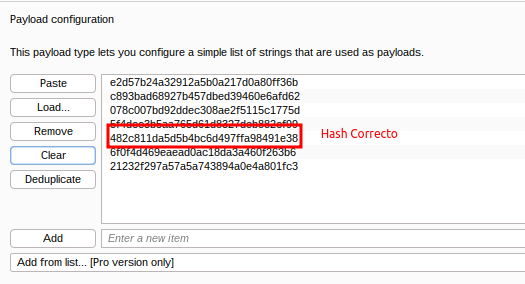 Payload configuration
This payload type lets you configure a simple list of strings that are used as payloads.
Paste
Load...
Remove
Clear
Deduplicate
e2d57b24a32912a5b0a217d0a80ff36b
c893bad68927b457dbed39460e6afd62
078c007bd92ddec308ae2f5115c1775d
5f4dcc3b5aa765d61d8327deb882cf99
482c811da5d5b4bc6d497ffa98491e38
6f0f4d469eaead0ac18da3a460f263b6
21232f297a57a5a743894a0e4a801fc3
Hash Correcto
Add
Enter a new item
Add from list... [Pro version only]